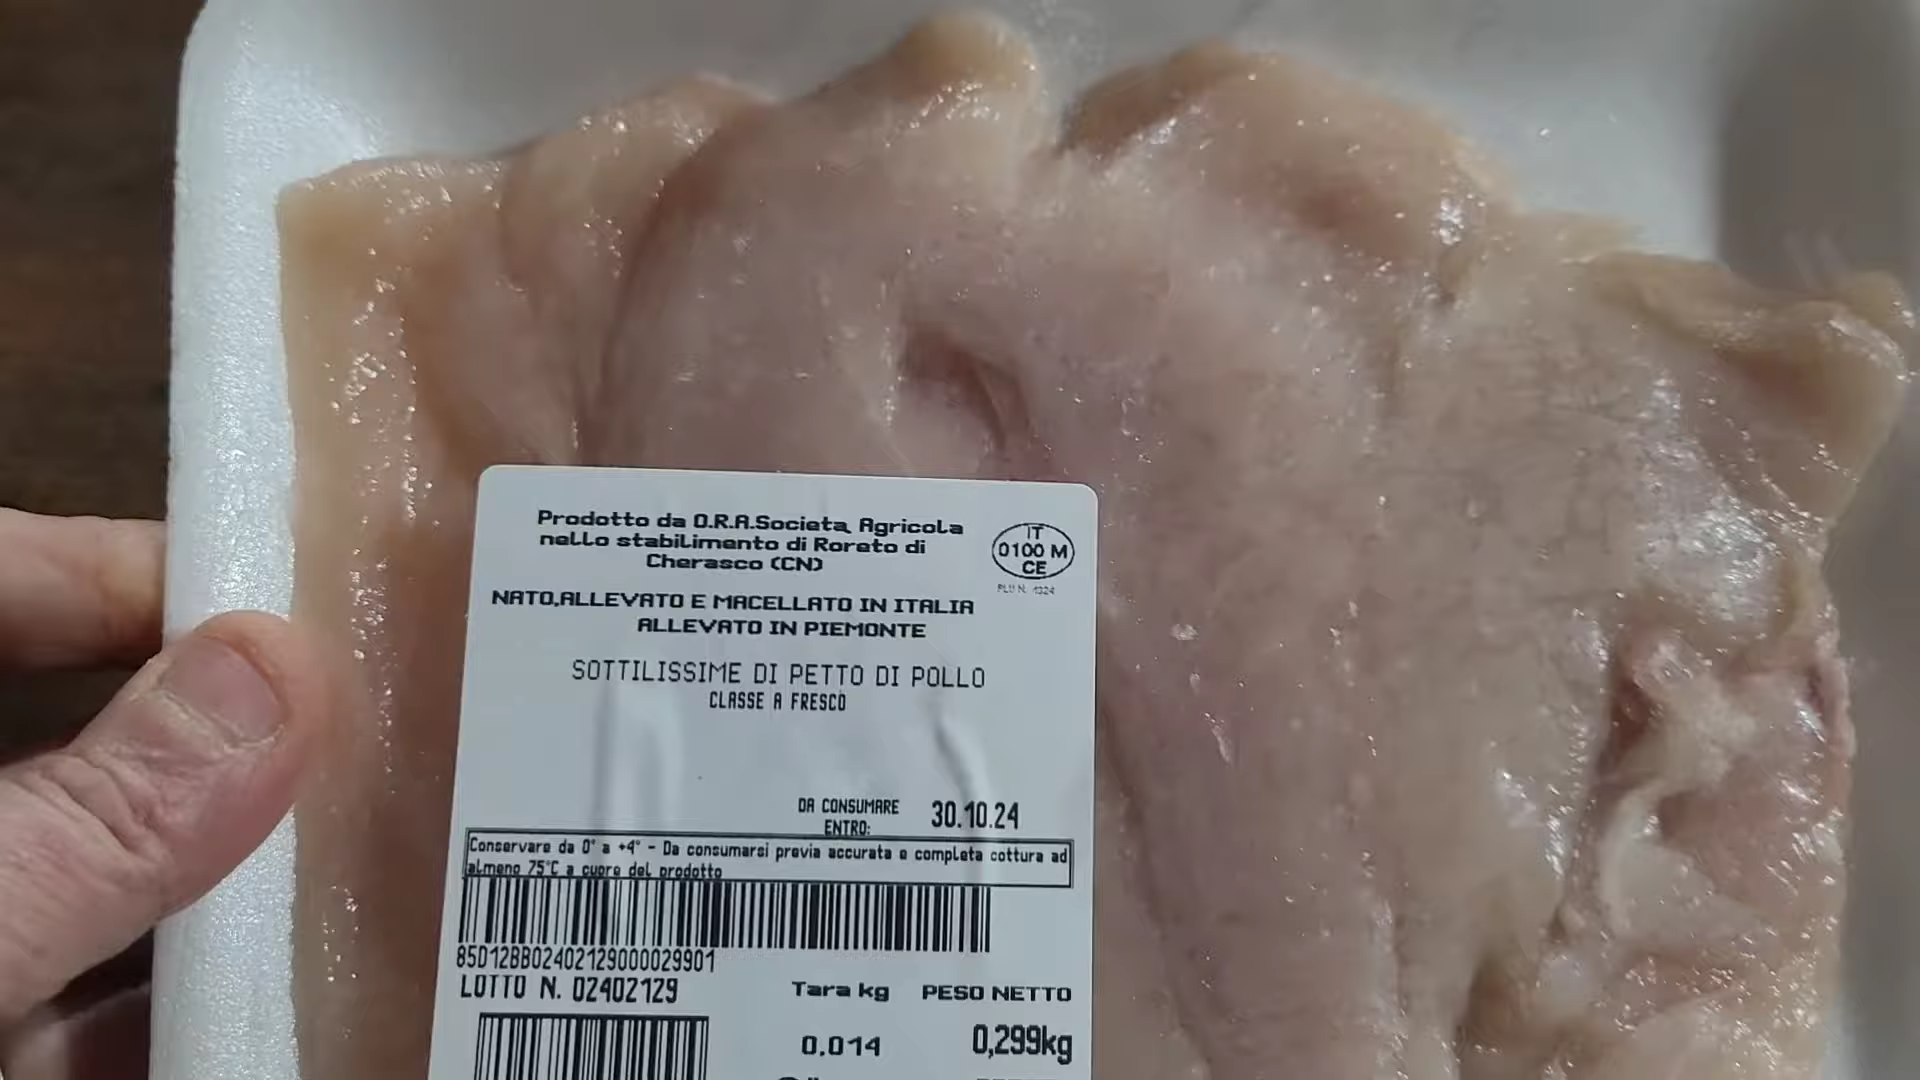 Prodotto da O.R.A.Societa Agricola
nello stabilimento di Roreto di
Cherasco (CN)
IT
0100 M
CE
PLU N. 1324
NATO,ALLEVATO E MACELLATO IN ITALIA
ALLEVATO IN PIEMONTE
SOTTILISSIME DI PETTO DI POLLO
CLASSE A FRESCO
DA CONSUMARE
ENTRO:
30.10.24
Conservare da 0° a +4° - Da consumarsi previa accurata e completa cottura ad
almeno 75°C a cuore del prodotto
85D12BB02402129000029901
LOTTO N. 02402129
Tara kg
PESO NETTO
0.014
0,299kg